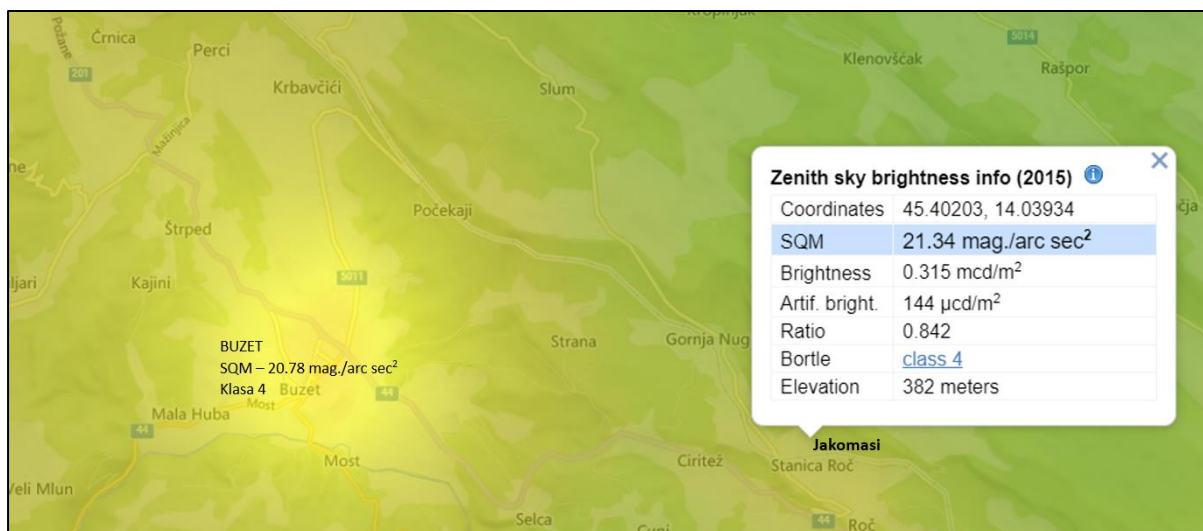 Požane
Črnica
Perci
201
Krbavčići
Mažinjica
Štrped
Kajini
ljari
Slum
Klenovščak
5014
Rašpor
Počekaji
5011
Strana
Gornja Nug
BUZET
SQM – 20.78 mag./arc sec²
Klasa 4
Buzet
Most
Mala Huba
44
44
Most
Veli Mlun
Selca
Ciritež
Stanica Roč
44
Roč
Jakomasi
Zenith sky brightness info (2015)
Coordinates 45.40203, 14.03934
SQM 21.34 mag./arc sec²
Brightness 0.315 mcd/m²
Artif. bright. 144 μcd/m²
Ratio 0.842
Bortle class 4
Elevation 382 meters